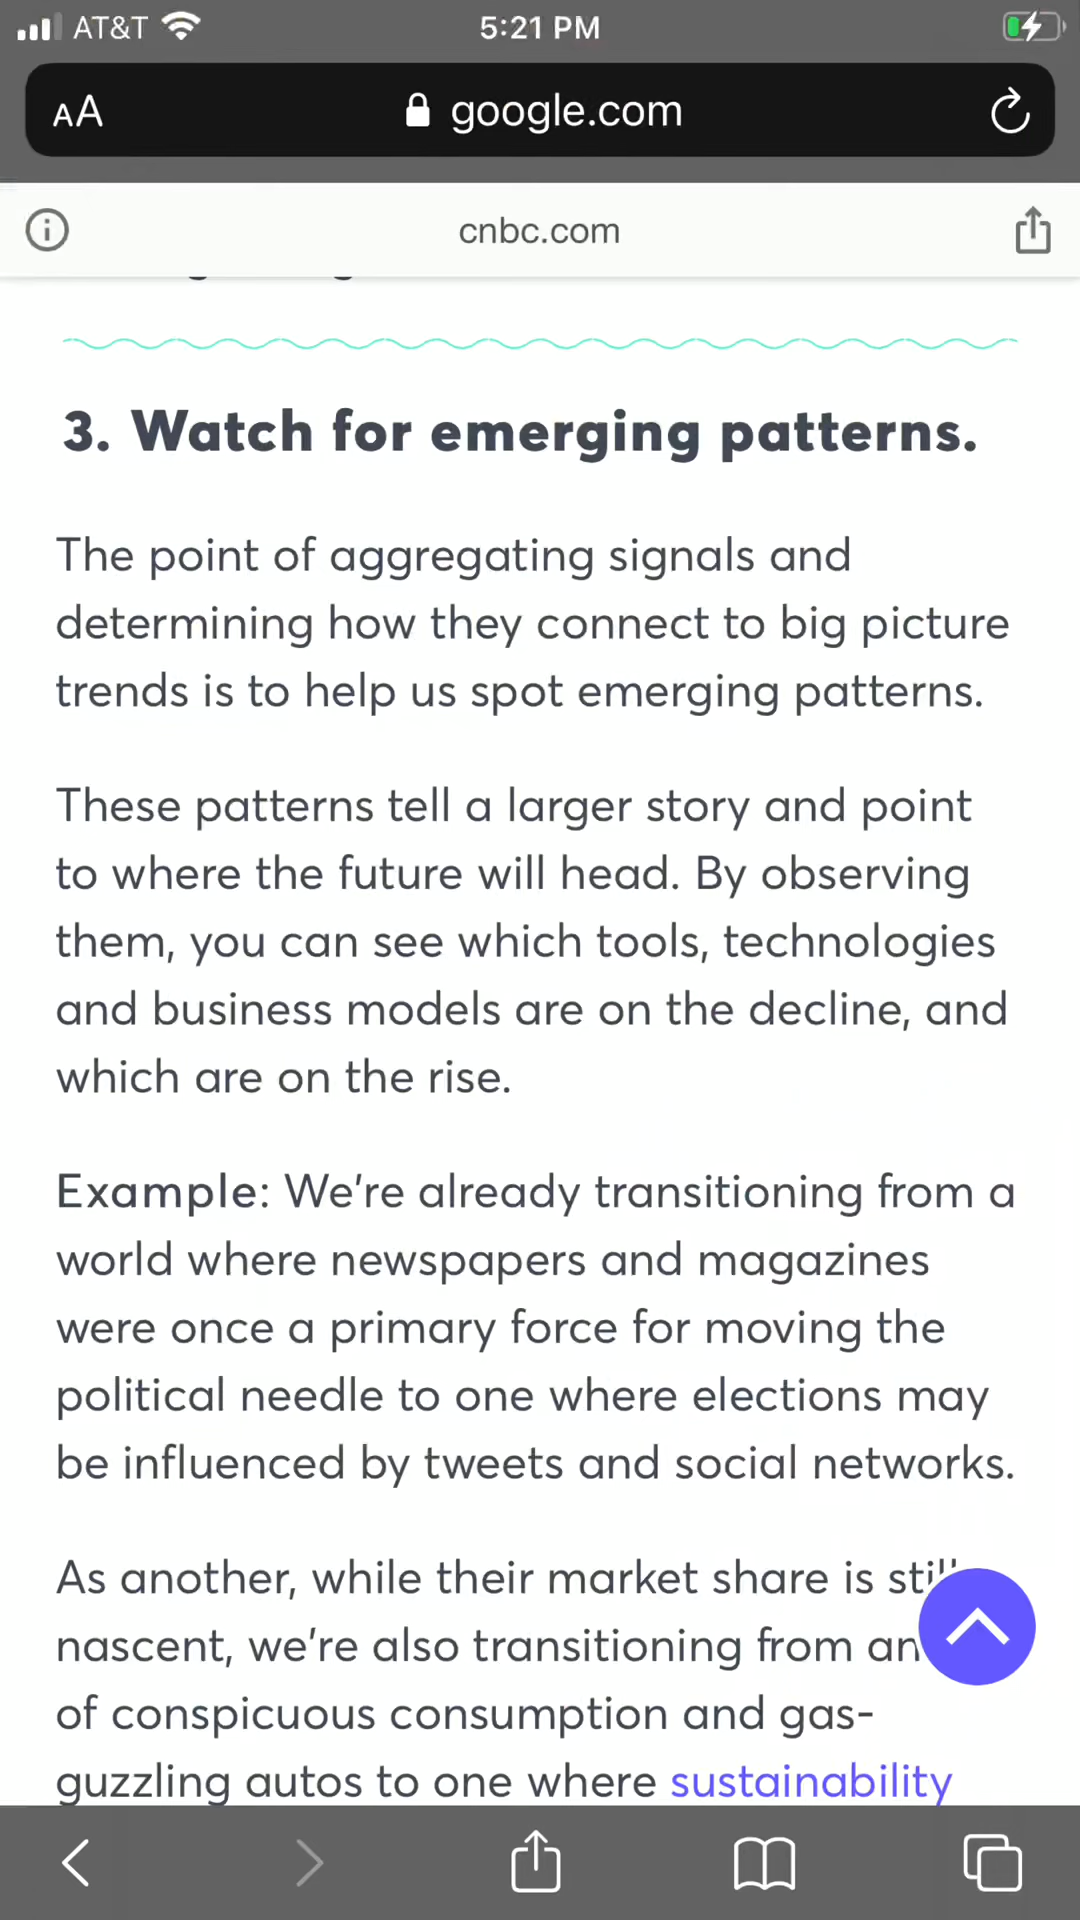 AT&T
5:21 PM
AA
google.com
cnbc.com
3. Watch for emerging patterns.
The point of aggregating signals and
determining how they connect to big picture
trends is to help us spot emerging patterns.
These patterns tell a larger story and point
to where the future will head. By observing
them, you can see which tools, technologies
and business models are on the decline, and
which are on the rise.
Example: We're already transitioning from a
world where newspapers and magazines
were once a primary force for moving the
political needle to one where elections may
be influenced by tweets and social networks.
As another, while their market share is still
nascent, we're also transitioning from an
of conspicuous consumption and gas-
guzzling autos to one where sustainability